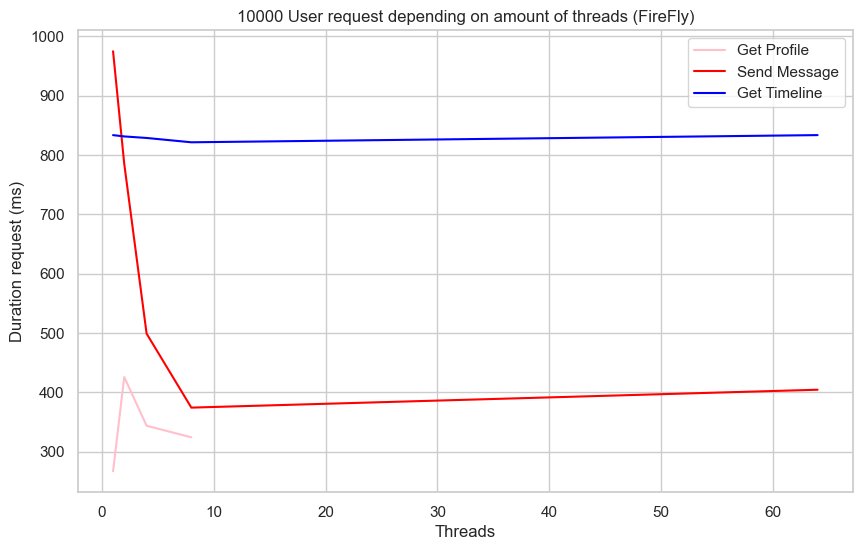 10000 User request depending on amount of threads (FireFly)
Get Profile
Send Message
Get Timeline
Duration request (ms)
1000
900
800
700
600
500
400
300
0 10 20 30 40 50 60
Threads